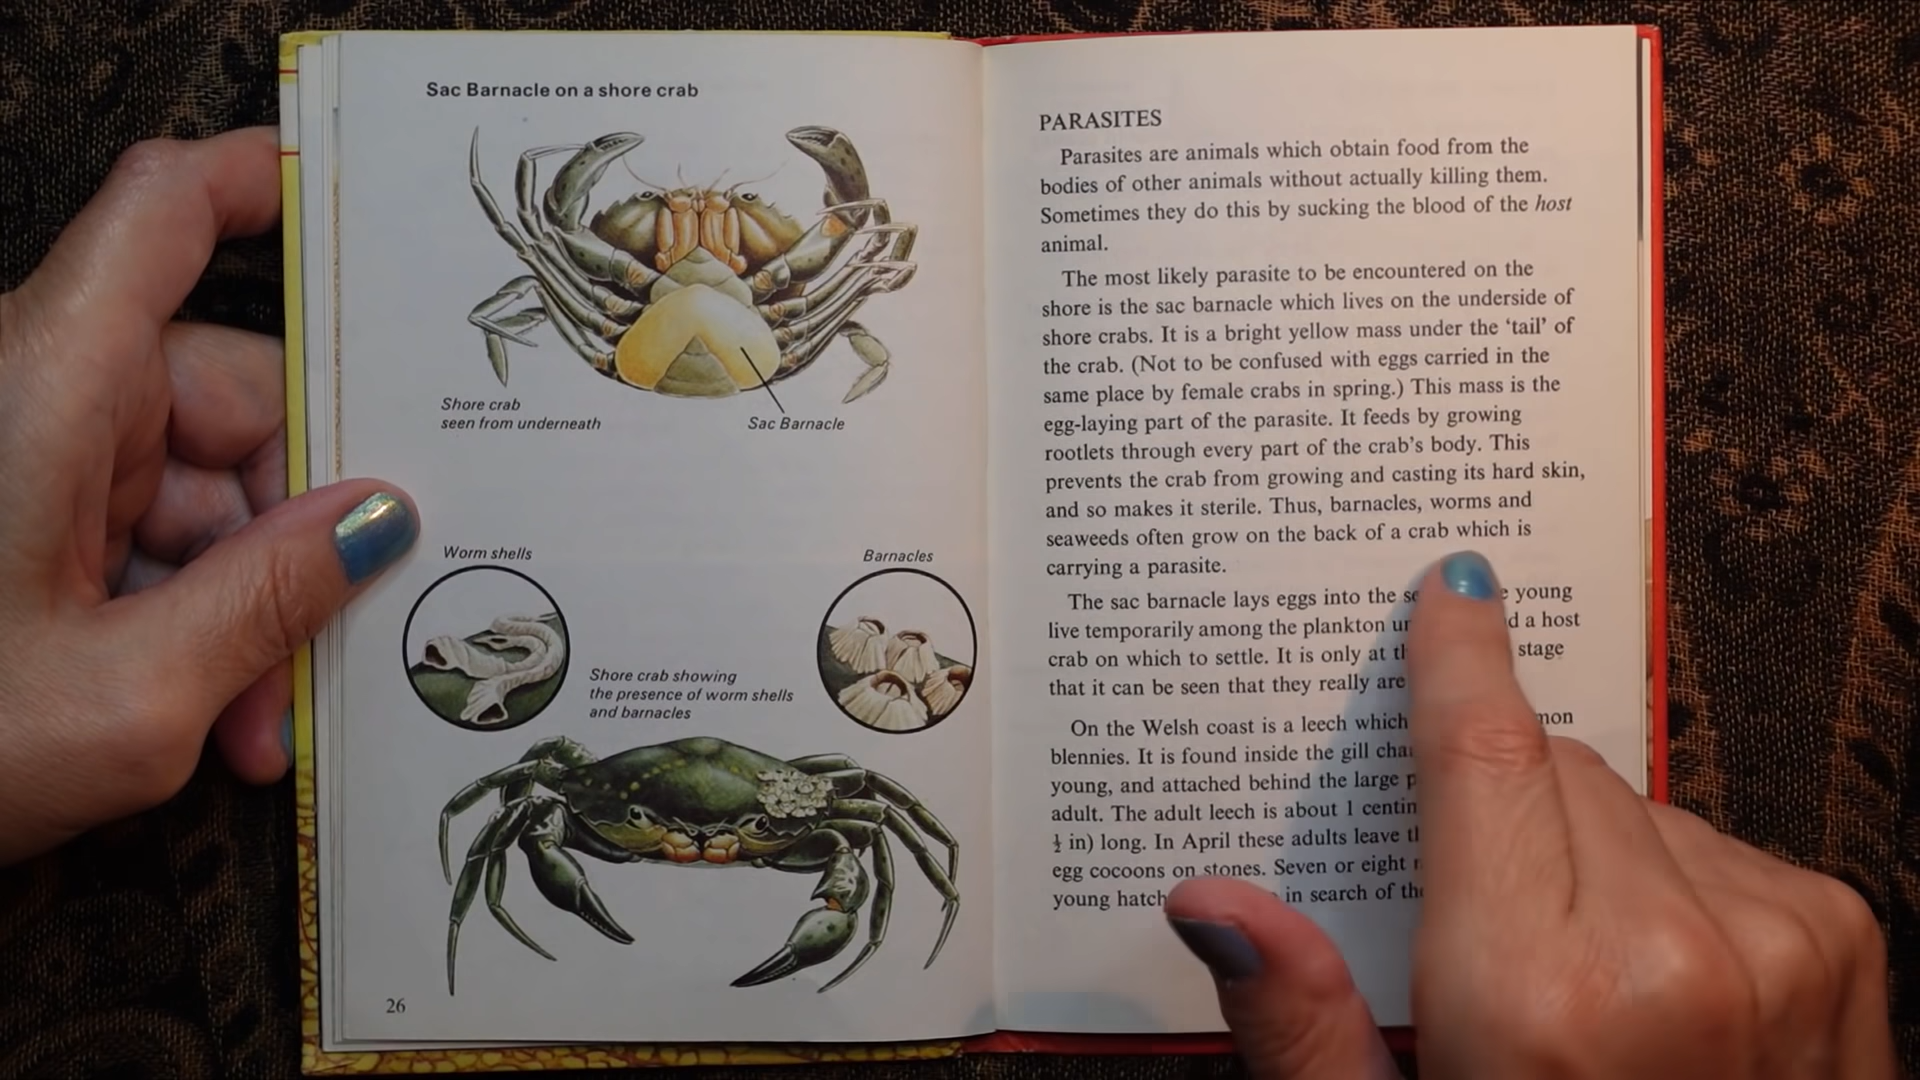 Sac Barnacle on a shore crab
Shore crab
seen from underneath
Sac Barnacle
Worm shells
Barnacles
Shore crab showing
the presence of worm shells
and barnacles
26
PARASITES
Parasites are animals which obtain food from the
bodies of other animals without actually killing them.
Sometimes they do this by sucking the blood of the host
animal.
The most likely parasite to be encountered on the
shore is the sac barnacle which lives on the underside of
shore crabs. It is a bright yellow mass under the ‘tail’ of
the crab. (Not to be confused with eggs carried in the
same place by female crabs in spring.) This mass is the
egg-laying part of the parasite. It feeds by growing
rootlets through every part of the crab’s body. This
prevents the crab from growing and casting its hard skin,
and so makes it sterile. Thus, barnacles, worms and
seaweeds often grow on the back of a crab which is
carrying a parasite.
The sac barnacle lays eggs into the young
live temporarily among the plankton a host
crab on which to settle. It is only at stage
that it can be seen that they really are
On the Welsh coast is a leech which
blennies. It is found inside the gill
young, and attached behind the large
adult. The adult leech is about 1
½ in) long. In April these adults leave
egg cocoons on stones. Seven or eight
young hatch in search of